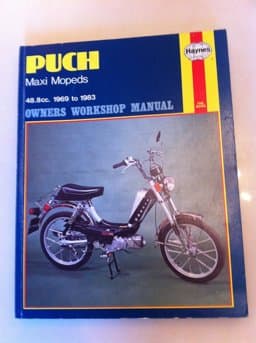 PUCH
Haynes
Maxi Mopeds
48.8cc. 1969 to 1983
OWNERS WORKSHOP MANUAL